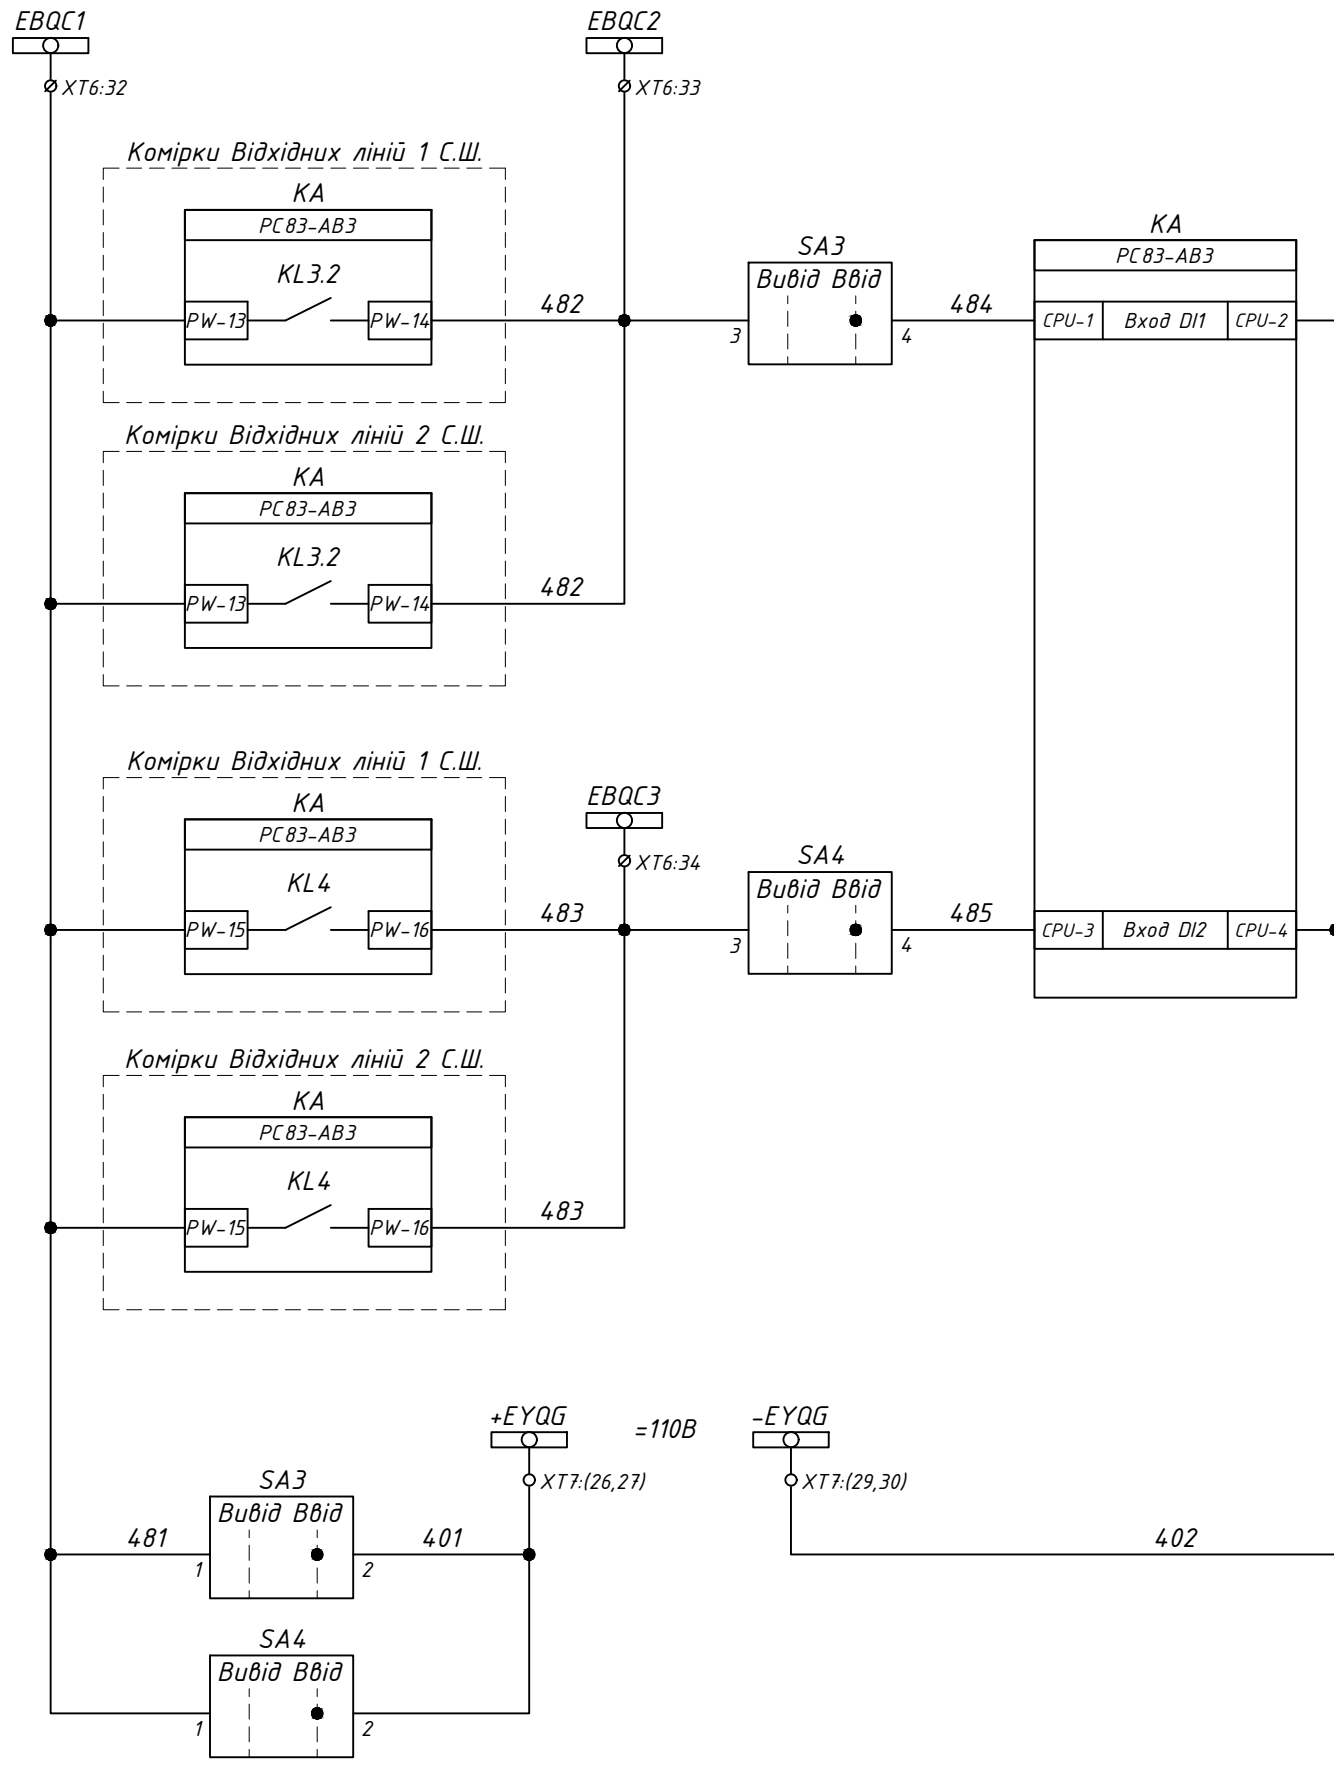 EBQC1
EBQC2
XT6:32
XT6:33
Комірки Відхідних ліній 1 С.Ш.
КА
РС83-АВ3
KL3.2
PW-13
PW-14
482
SA3
Вивід Ввід
3
4
484
КА
РС83-АВ3
CPU-1
Вход DI1
CPU-2
Комірки Відхідних ліній 2 С.Ш.
КА
РС83-АВ3
KL3.2
PW-13
PW-14
482
Комірки Відхідних ліній 1 С.Ш.
КА
РС83-АВ3
KL4
PW-15
PW-16
483
EBQC3
XT6:34
SA4
Вивід Ввід
3
4
485
CPU-3
Вход DI2
CPU-4
Комірки Відхідних ліній 2 С.Ш.
КА
РС83-АВ3
KL4
PW-15
PW-16
483
+EYQG
=110В
-EYQG
XT7:(26,27)
XT7:(29,30)
SA3
Вивід Ввід
481
1
2
401
402
SA4
Вивід Ввід
1
2